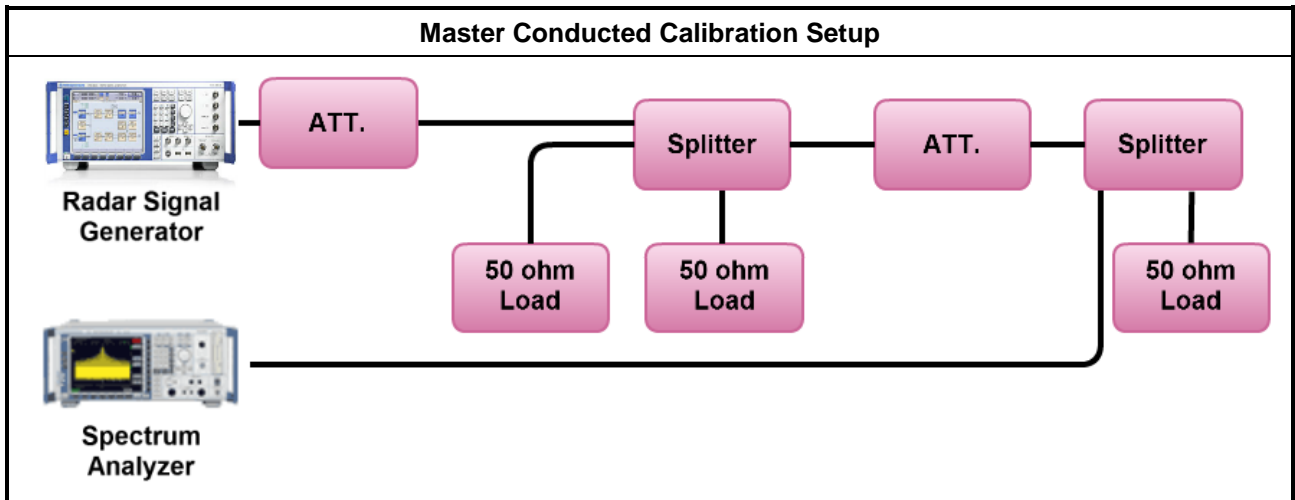 Master Conducted Calibration Setup
ATT.
Splitter
ATT.
Splitter
Radar Signal
Generator
50 ohm
Load
50 ohm
Load
50 ohm
Load
Spectrum
Analyzer